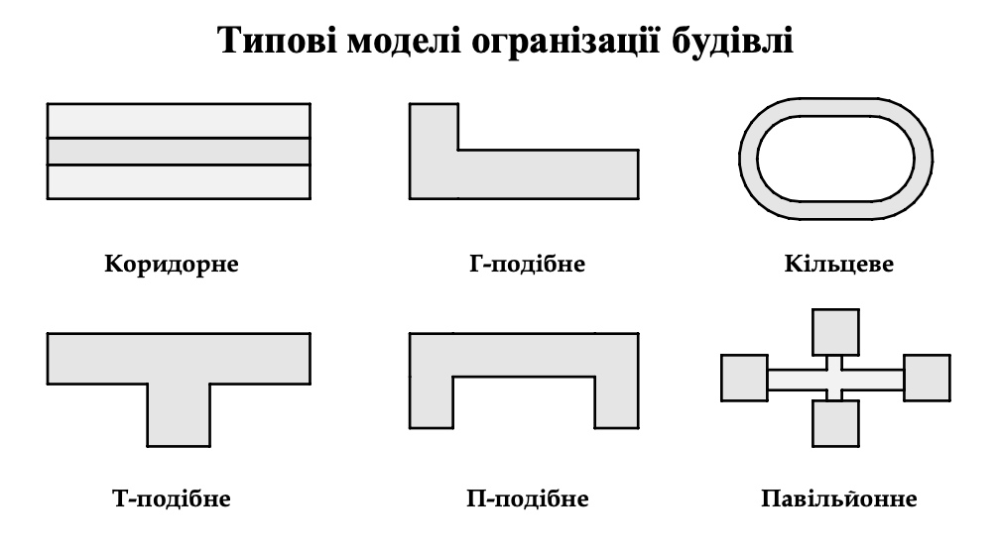 Типові моделі огранізації будівлі
Коридорне
Г-подібне
Кільцеве
Т-подібне
П-подібне
Павільйонне